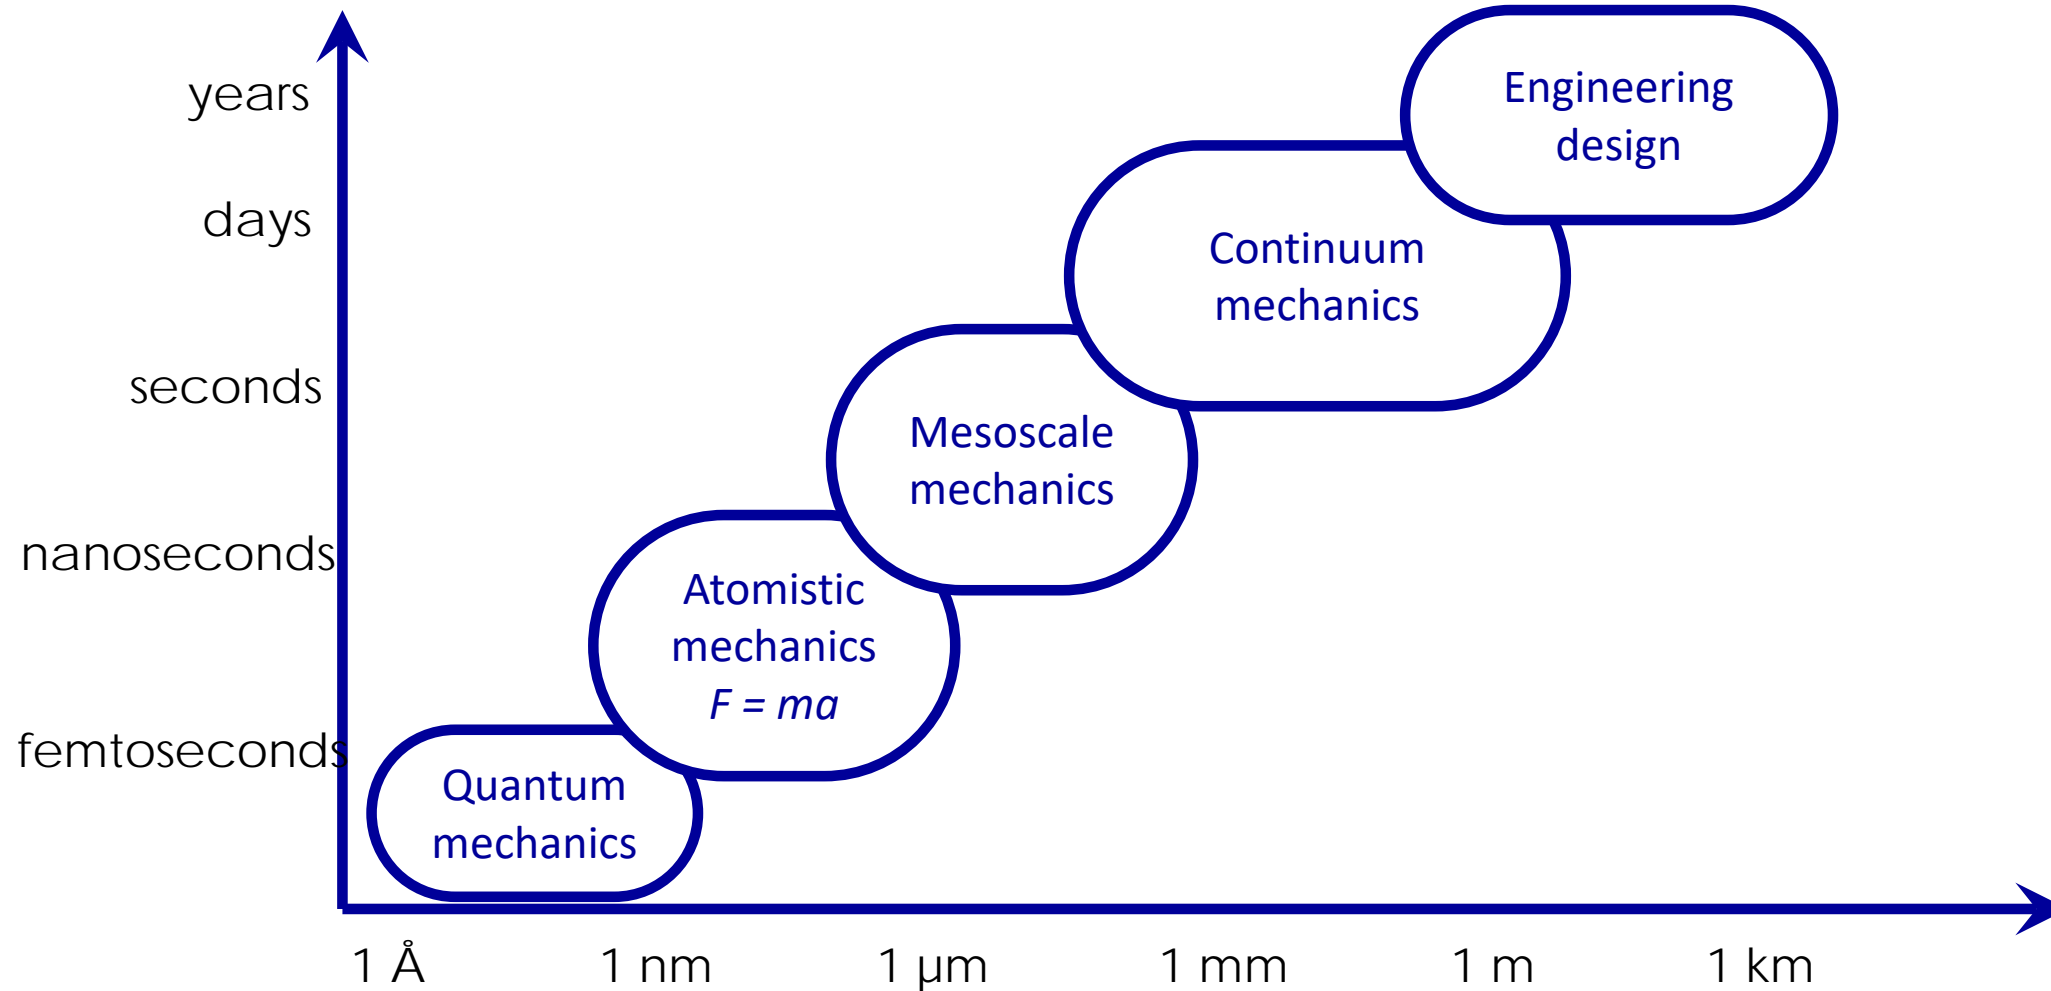 years
Engineering
design
days
Continuum
mechanics
seconds
Mesoscale
mechanics
nanoseconds
Atomistic
mechanics
F = ma
femtoseconds
Quantum
mechanics
1 Å 1 nm 1 μm 1 mm 1 m 1 km